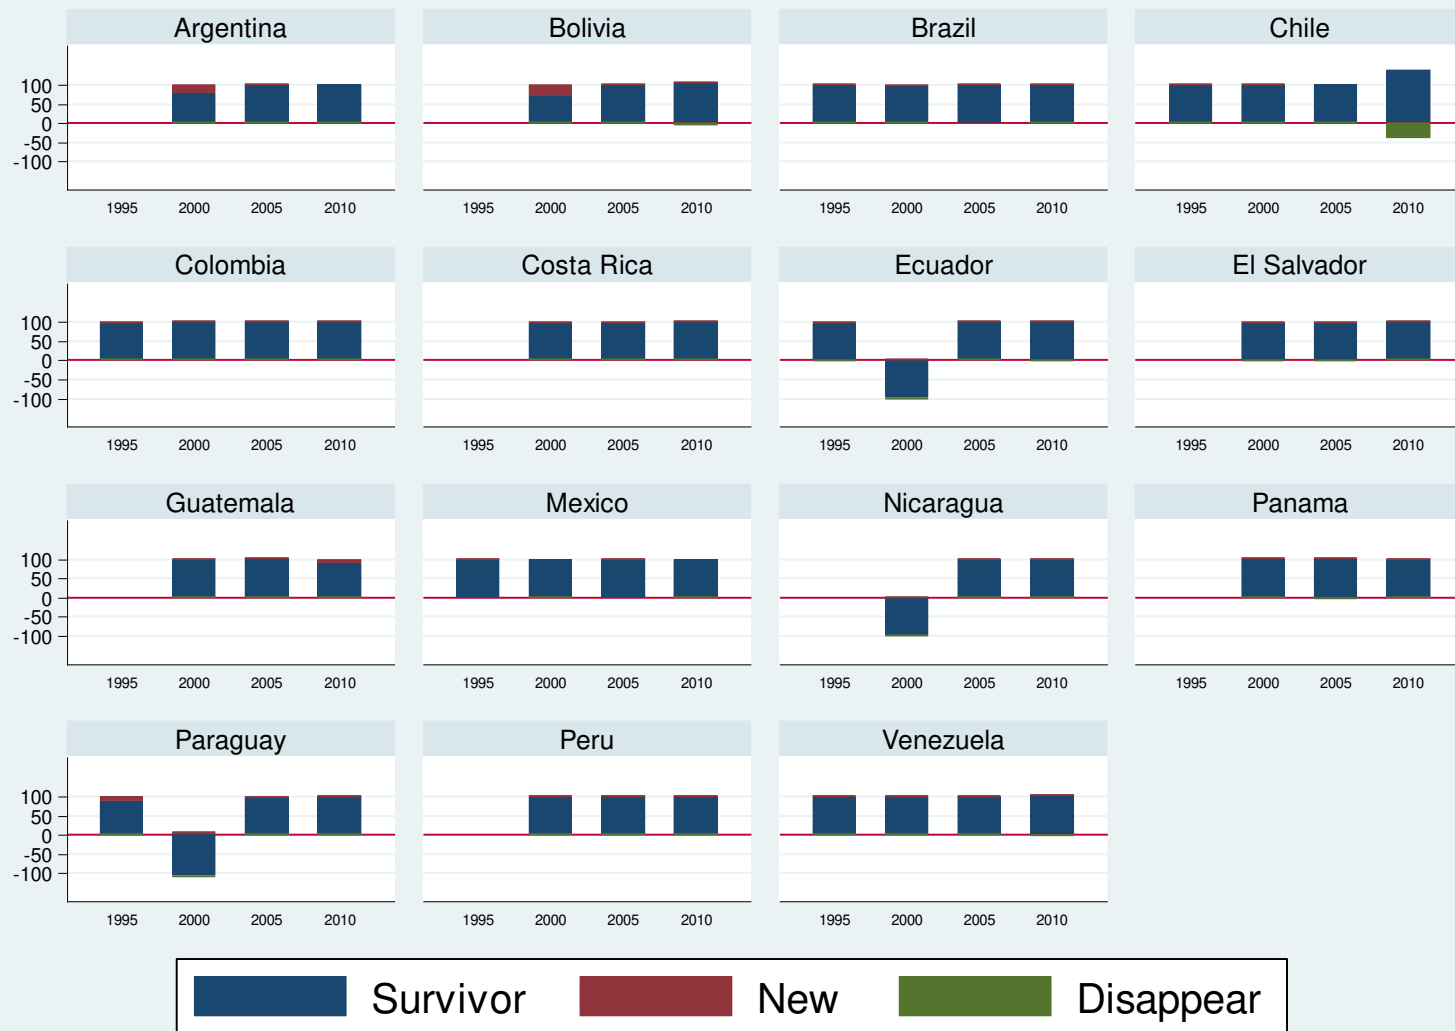 Argentina Bolivia Brazil Chile
100
50
0
-50
-100
1995 2000 2005 2010 1995 2000 2005 2010 1995 2000 2005 2010 1995 2000 2005 2010
Colombia Costa Rica Ecuador El Salvador
100
50
0
-50
-100
1995 2000 2005 2010 1995 2000 2005 2010 1995 2000 2005 2010 1995 2000 2005 2010
Guatemala Mexico Nicaragua Panama
100
50
0
-50
-100
1995 2000 2005 2010 1995 2000 2005 2010 1995 2000 2005 2010 1995 2000 2005 2010
Paraguay Peru Venezuela
100
50
0
-50
-100
1995 2000 2005 2010 1995 2000 2005 2010 1995 2000 2005 2010
Survivor New Disappear